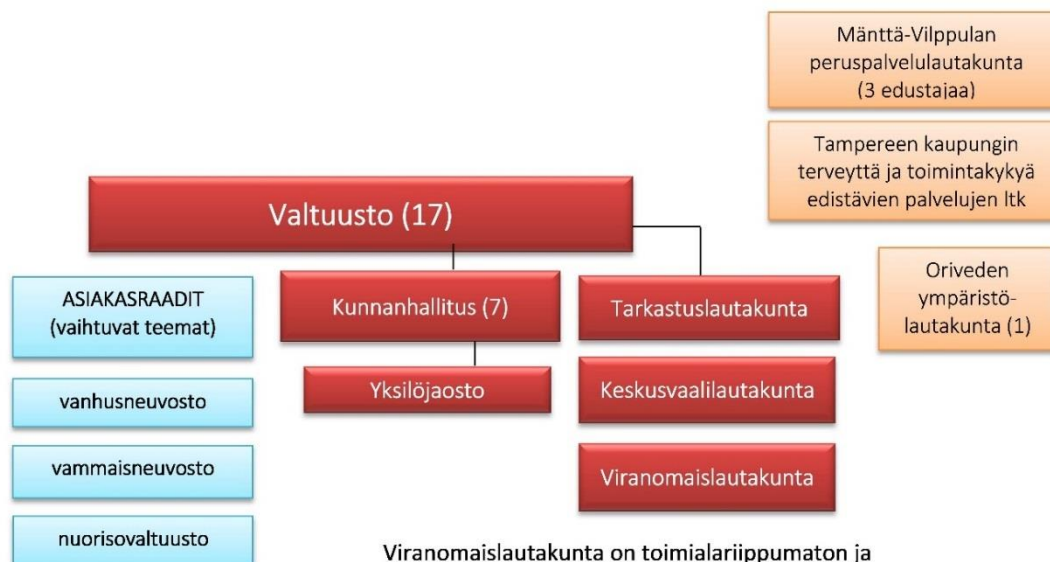 Mänttä-Vilppulan
peruspalvelulautakunta
(3 edustajaa)
Tampereen kaupungin
terveyttä ja toimintakykyä
edistävien palvelujen ltk
Valtuusto (17)
Oriveden
ympäristö-
lautakunta (1)
ASIAKASRAADIT
(vaihtuvat teemat)
Kunnanhallitus (7)
Tarkastuslautakunta
Yksilöjaosto
Keskusvaalilautakunta
vanhusneuvosto
vammaisneuvosto
Viranomaislautakunta
nuorisovaltuusto
Viranomaislautakunta on toimialariippumaton ja